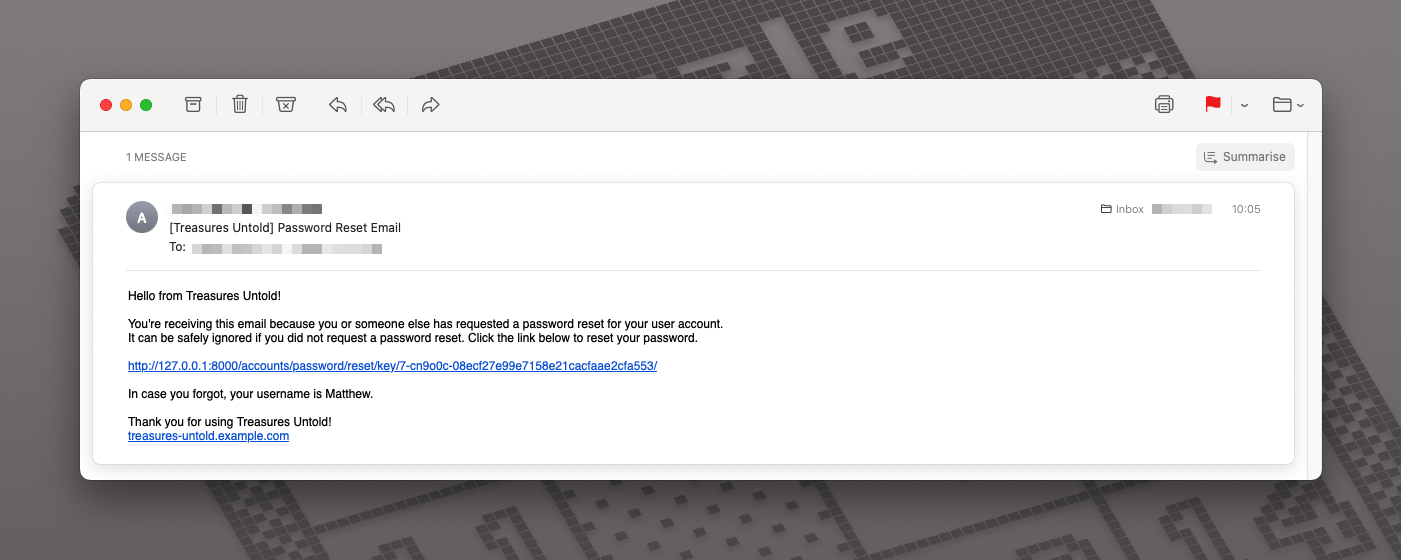 1 MESSAGE
Summarise
A
[Treasures Untold] Password Reset Email
Inbox
10:05
To:
Hello from Treasures Untold!
You're receiving this email because you or someone else has requested a password reset for your user account.
It can be safely ignored if you did not request a password reset. Click the link below to reset your password.
http://127.0.0.1:8000/accounts/password/reset/key/7-cn9o0c-08ecf27e99e7158e21cacfaae2cfa553/
In case you forgot, your username is Matthew.
Thank you for using Treasures Untold!
treasures-untold.example.com